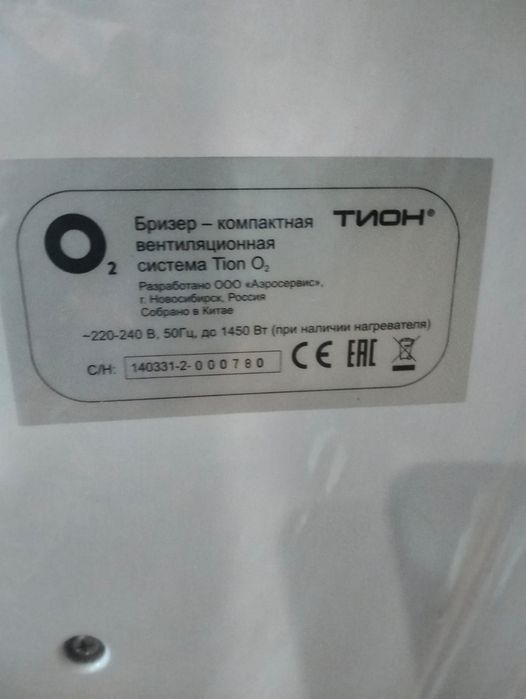 O2
Бризер – компактная
вентиляционная
система Tion O2
ТИОН®
Разработано ООО «Аэросервис»,
г. Новосибирск, Россия
Собрано в Китае
~220-240 В, 50Гц, до 1450 Вт (при наличии нагревателя)
С/Н: 140331-2-000780
CE EAC